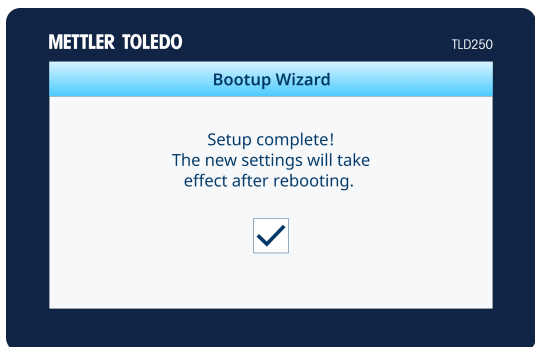 METTLER TOLEDO
TLD250
Bootup Wizard
Setup complete!
The new settings will take
effect after rebooting.